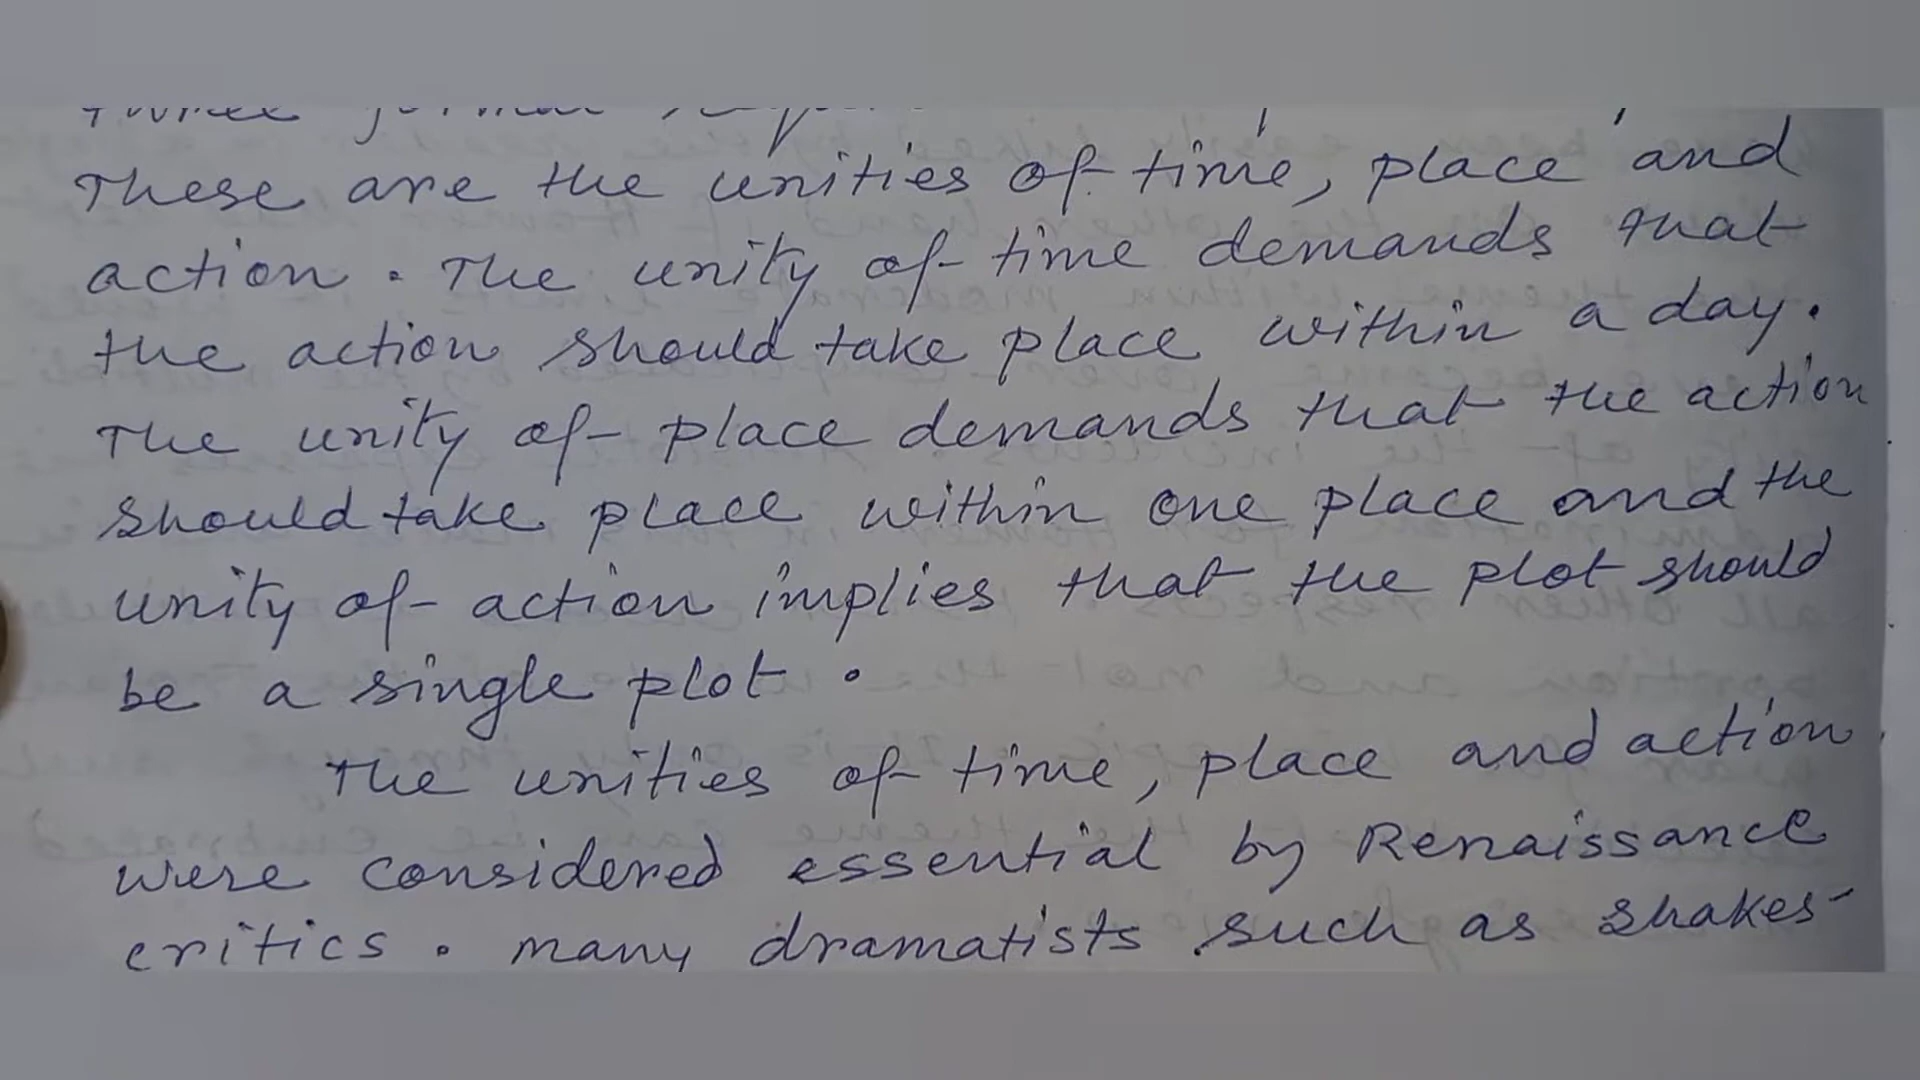 These are the unities of time, place and
action. The unity of time demands that
the action should take place within a day.
The unity of place demands that the action
should take place within one place and the
unity of action implies that the plot should
be a single plot.
The unities of time, place and action
were considered essential by Renaissance
critics. many dramatists such as shakes-